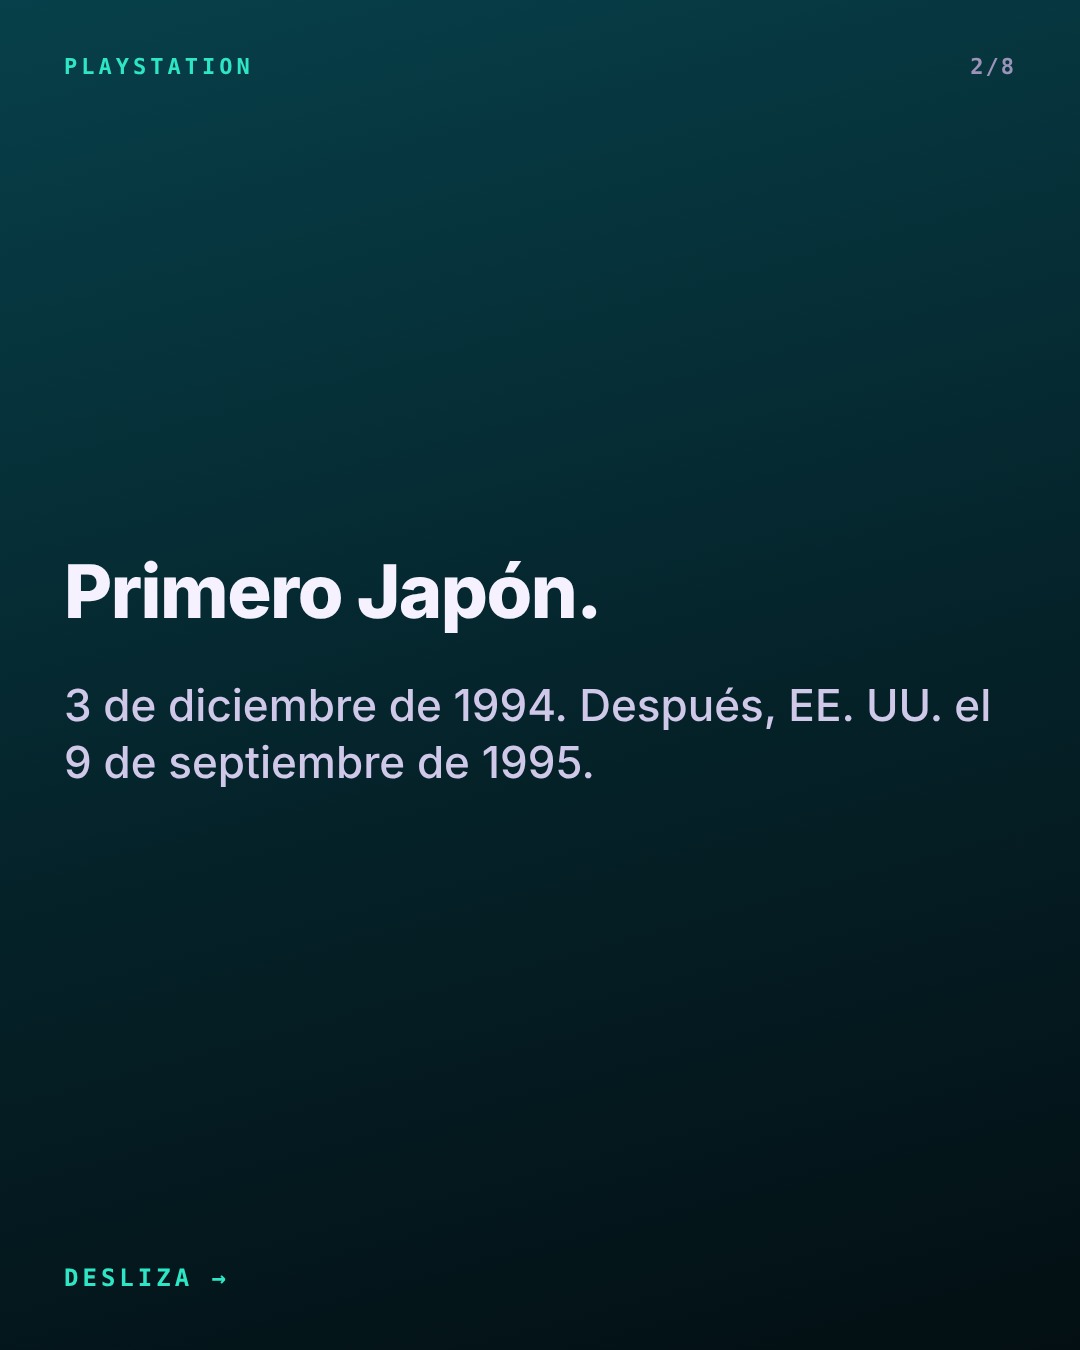 PLAYSTATION
2/8
Primero Japón.
3 de diciembre de 1994. Después, EE. UU. el
9 de septiembre de 1995.
DESLIZA →